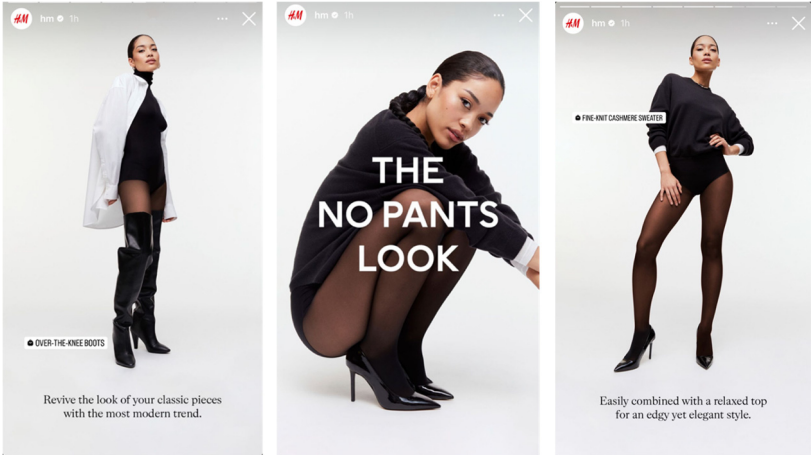 H&M hm 1h
OVER-THE-KNEE BOOTS
Revive the look of your classic pieces
with the most modern trend.
H&M hm 1h
THE
NO PANTS
LOOK
H&M hm 1h
FINE-KNIT CASHMERE SWEATER
Easily combined with a relaxed top
for an edgy yet elegant style.